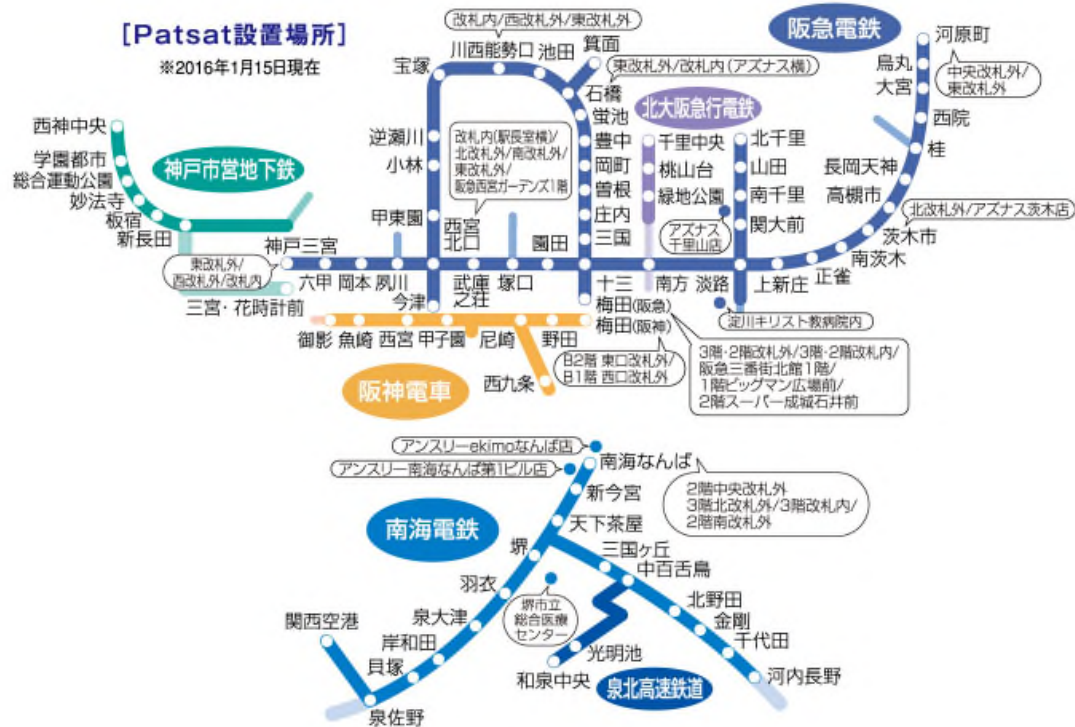 [Patsat設置場所]
※2016年1月15日現在
阪急電鉄
改札内/西改札外/東改札外
川西能勢口
池田
箕面
宝塚
東改札外/改札内(アズナス横)
石橋
蛍池
逆瀬川
小林
甲東園
改札内(駅長室横)/
北改札外/南改札外/
東改札外/
阪急西宮ガーデンズ1階
西宮
北口
豊中
岡町
曽根
庄内
三国
北大阪急行電鉄
千里中央
桃山台
緑地公園
北千里
山田
南千里
関大前
アズナス
千里山店
河原町
中央改札外/
東改札外
烏丸
大宮
西院
桂
長岡天神
高槻市
北改札外/アズナス茨木店
茨木市
南茨木
正雀
上新庄
淡路
南方
十三
園田
塚口
武庫
之荘
夙川
岡本
六甲
神戸三宮
東改札外/
西改札外/改札内
今津
淀川キリスト教病院内
梅田(阪急)
3階・2階改札外/3階・2階改札内/
阪急三番街北館1階/
1階ビッグマン広場前/
2階スーパー成城石井前
神戸市営地下鉄
西神中央
学園都市
総合運動公園
妙法寺
板宿
新長田
三宮・花時計前
阪神電車
梅田(阪神)
B2階 東口改札外/
B1階 西口改札外
御影
魚崎
西宮
甲子園
尼崎
野田
西九条
南海電鉄
アンスリーekimoなんば店
アンスリー南海なんば第1ビル店
南海なんば
2階中央改札外
3階北改札外/3階改札内/
2階南改札外
新今宮
天下茶屋
堺
羽衣
泉大津
岸和田
貝塚
泉佐野
関西空港
堺市立
総合医療
センター
三国ヶ丘
中百舌鳥
北野田
金剛
千代田
河内長野
光明池
和泉中央
泉北高速鉄道